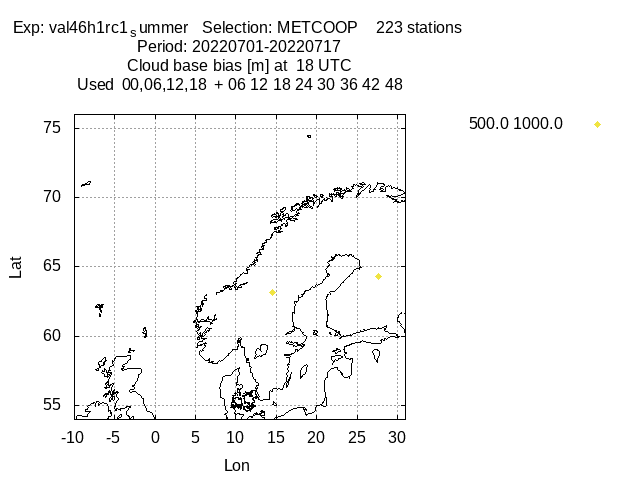 Exp: val46h1rc1summer   Selection: METCOOP    223 stations
Period: 20220701-20220717
Cloud base bias [m] at  18 UTC
Used  00,06,12,18  + 06 12 18 24 30 36 42 48
500.0 1000.0
75
70
65
60
55
Lat
-10 -5 0 5 10 15 20 25 30
Lon